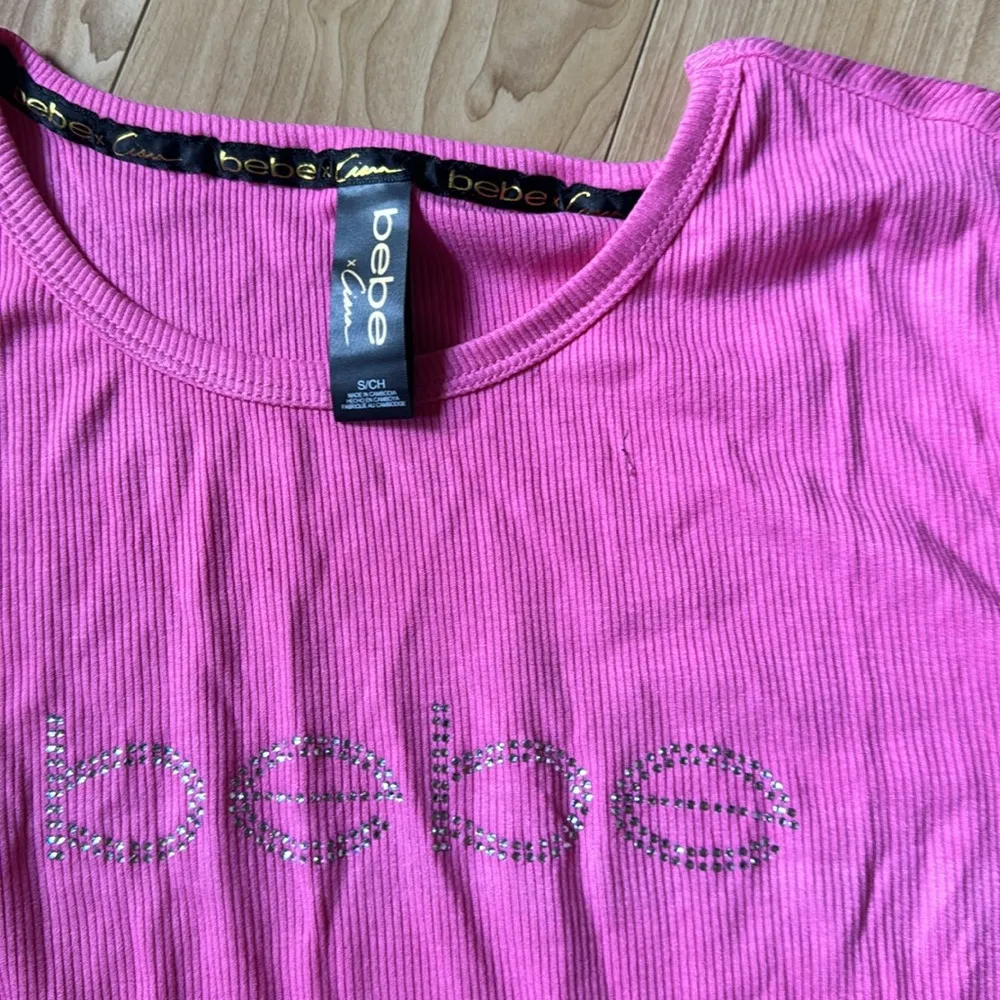 bebe x Ciara bebe x Ciara bebe x Ciara
bebe
x Ciara
S/CH
MADE IN CAMBODIA
HECHO EN CAMBOYA
FABRIQUÉ AU CAMBODGE
bebe